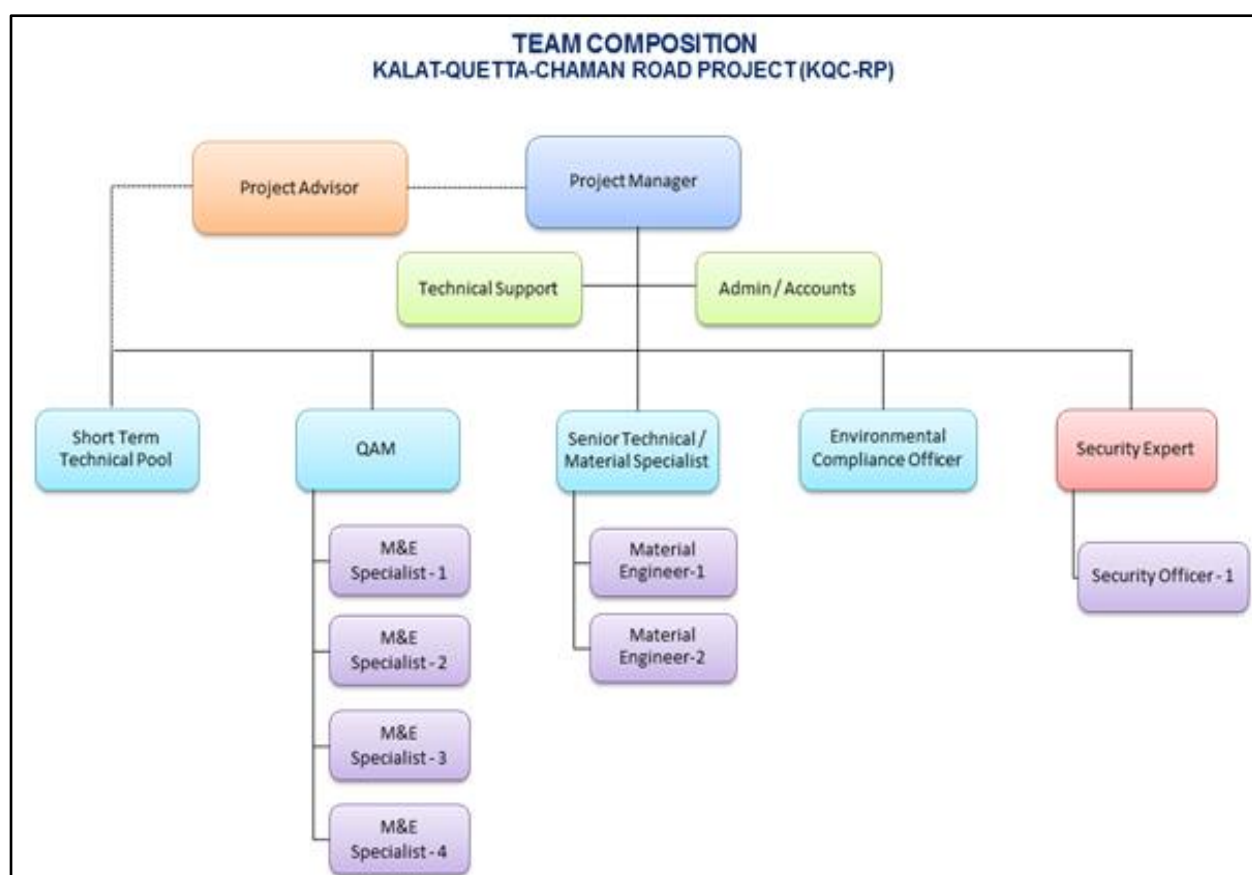 TEAM COMPOSITION
KALAT-QUETTA-CHAMAN ROAD PROJECT (KQC-RP)
Project Advisor
Project Manager
Technical Support
Admin / Accounts
Short Term
Technical Pool
QAM
Senior Technical /
Material Specialist
Environmental
Compliance Officer
Security Expert
M&E
Specialist - 1
M&E
Specialist - 2
M&E
Specialist - 3
M&E
Specialist - 4
Material
Engineer-1
Material
Engineer-2
Security Officer - 1